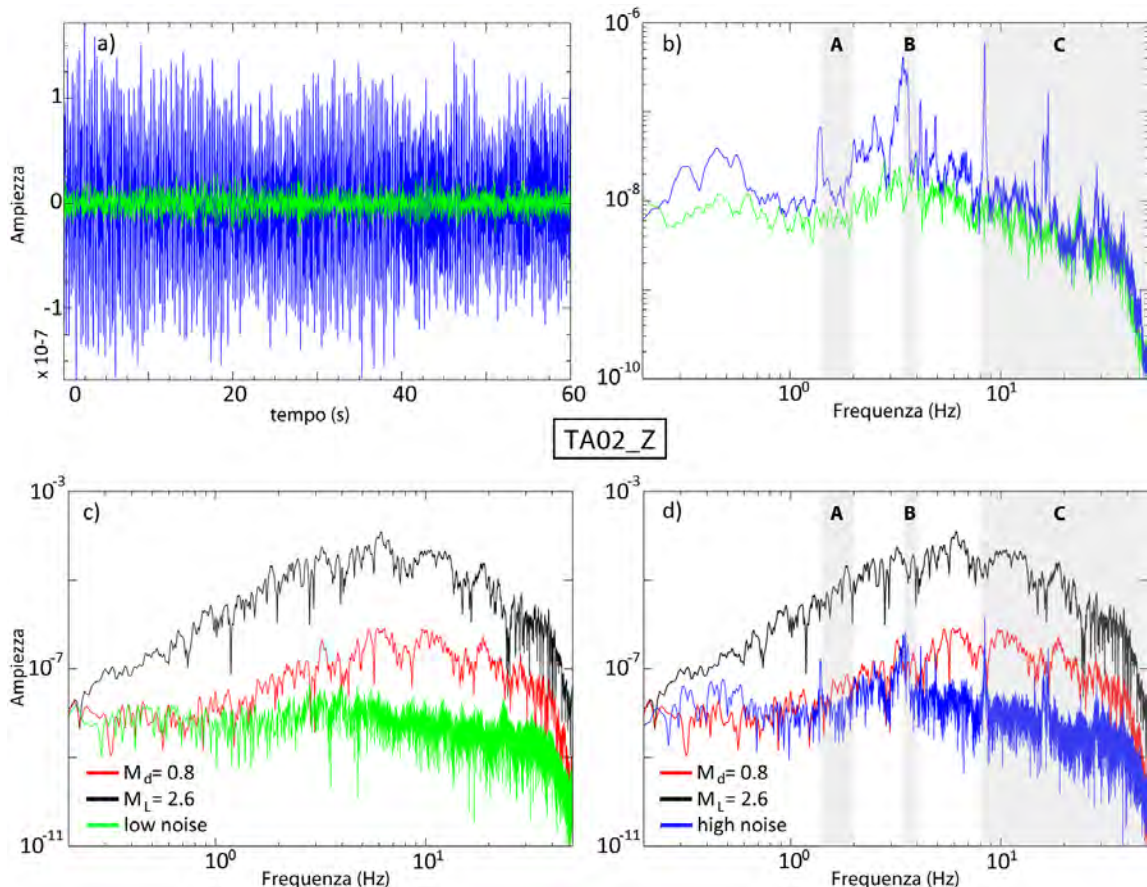 a)
Ampiezza
1
0
-1
x 10-7
0 20 40 60
tempo (s)
b)
A B C
10-6
10-7
10-8
10-10
100 101
Frequenza (Hz)
TA02_Z
c)
Ampiezza
10-3
10-7
10-11
Md= 0.8
ML= 2.6
low noise
100 101
Frequenza (Hz)
d)
A B C
10-3
10-7
10-11
Md= 0.8
ML= 2.6
high noise
100 101
Frequenza (Hz)